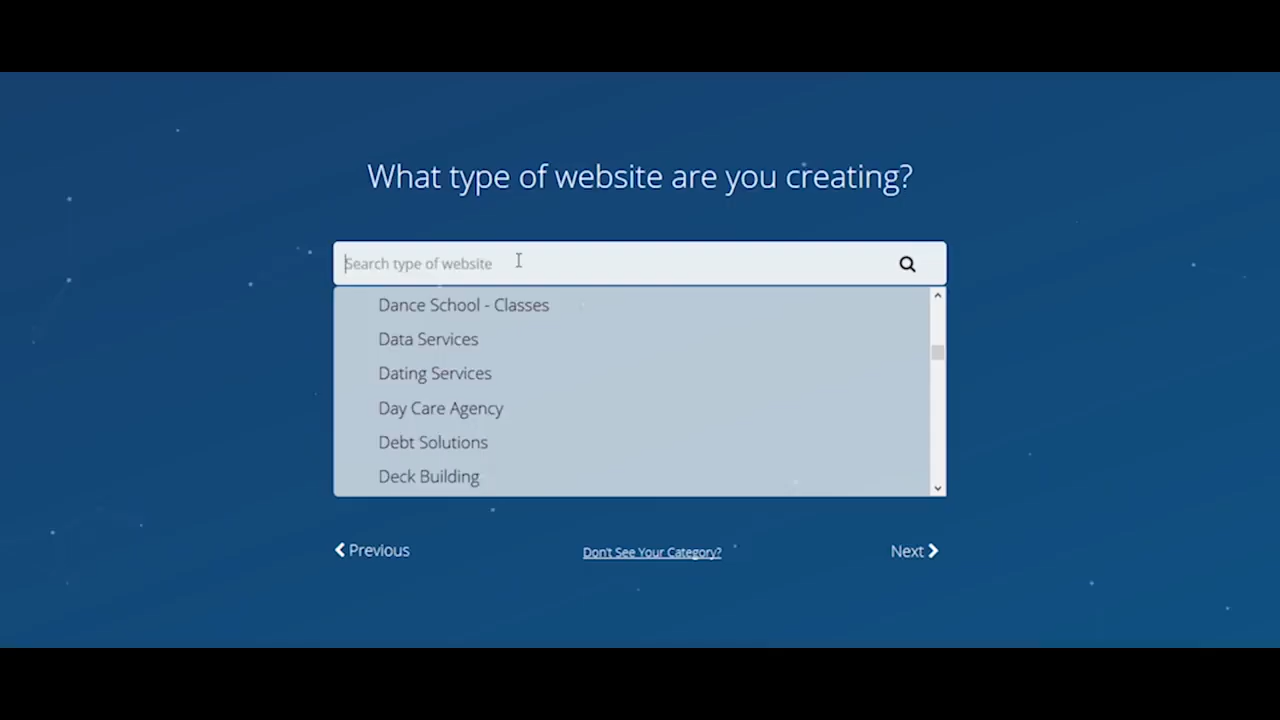 What type of website are you creating?
Search type of website
Dance School - Classes
Data Services
Dating Services
Day Care Agency
Debt Solutions
Deck Building
Previous
Don't See Your Category?
Next